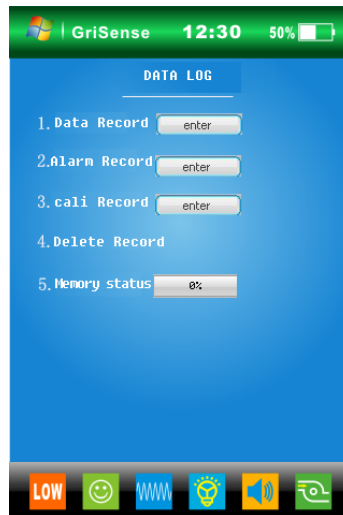 GriSense 12:30 50%
DATA LOG
1. Data Record enter
2.Alarm Record enter
3. cali Record enter
4. Delete Record
5. Memory status 0%
LOW